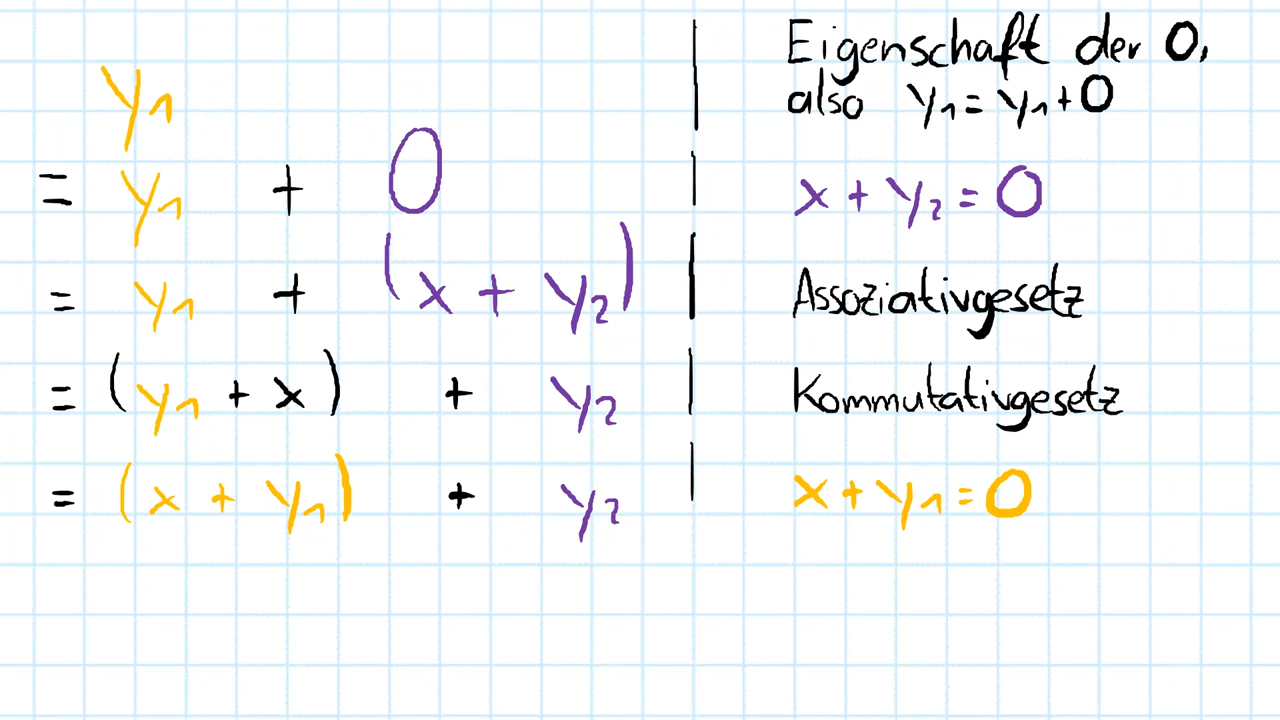 y₁ | Eigenschaft der 0,
also y₁ = y₁ + 0
= y₁ + 0 | x + y₂ = 0
= y₁ + (x + y₂) | Assoziativgesetz
= (y₁ + x) + y₂ | Kommutativgesetz
= (x + y₁) + y₂ | x + y₁ = 0